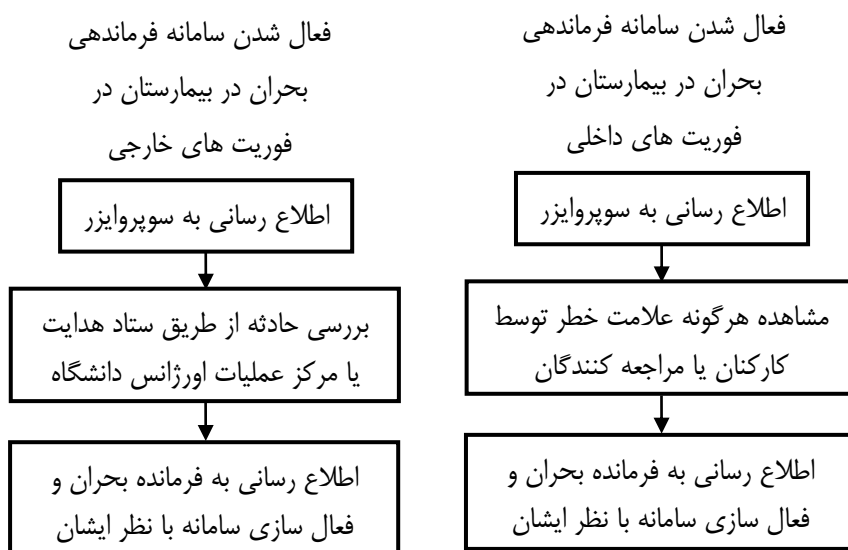 فعال شدن سامانه فرماندهی
بحران در بیمارستان در
فوریت های داخلی
اطلاع رسانی به سوپروایزر
مشاهده هرگونه علامت خطر توسط
کارکنان یا مراجعه کنندگان
اطلاع رسانی به فرمانده بحران و
فعال سازی سامانه با نظر ایشان
فعال شدن سامانه فرماندهی
بحران در بیمارستان در
فوریت های خارجی
اطلاع رسانی به سوپروایزر
بررسی حادثه از طریق ستاد هدایت
یا مرکز عملیات اورژانس دانشگاه
اطلاع رسانی به فرمانده بحران و
فعال سازی سامانه با نظر ایشان